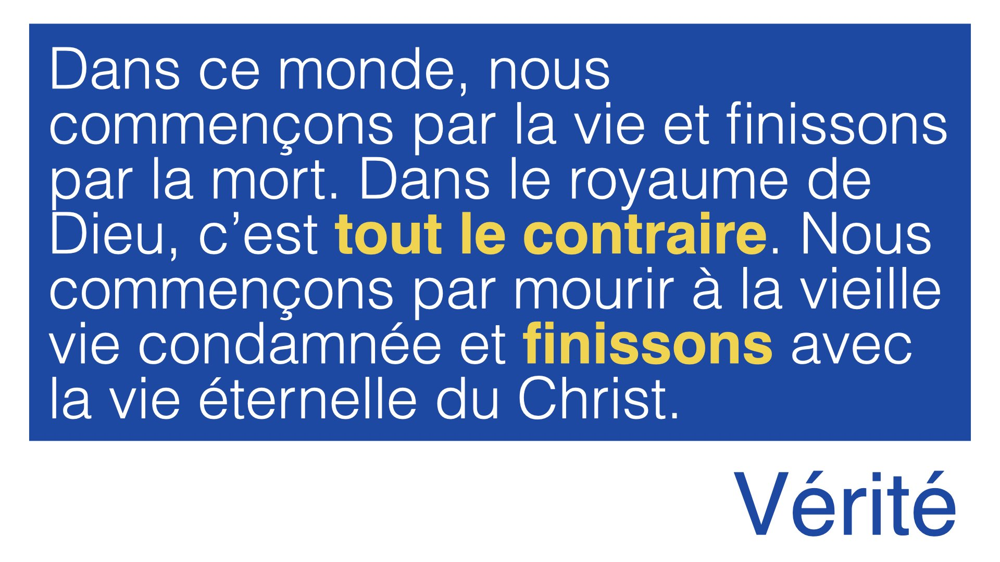 Dans ce monde, nous
commençons par la vie et finissons
par la mort. Dans le royaume de
Dieu, c’est tout le contraire. Nous
commençons par mourir à la vieille
vie condamnée et finissons avec
la vie éternelle du Christ.
Vérité